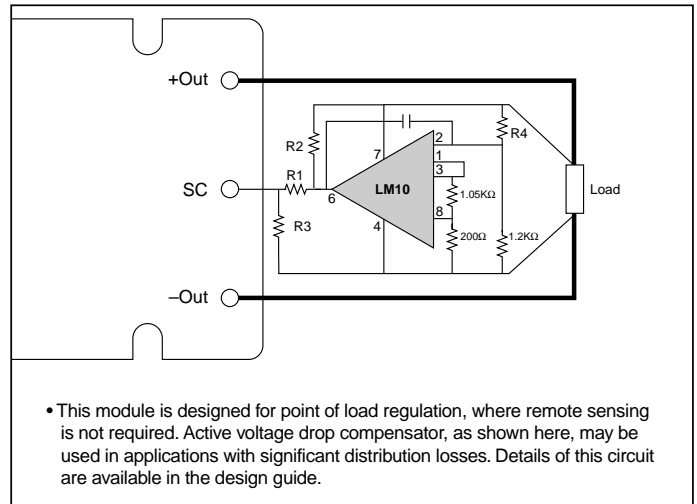 +Out
R4
R2
2
7
1
R1
3
SC
LM10
1.05KΩ
Load
6
8
R3
4
200Ω
1.2KΩ
–Out
• This module is designed for point of load regulation, where remote sensing
is not required. Active voltage drop compensator, as shown here, may be
used in applications with significant distribution losses. Details of this circuit
are available in the design guide.